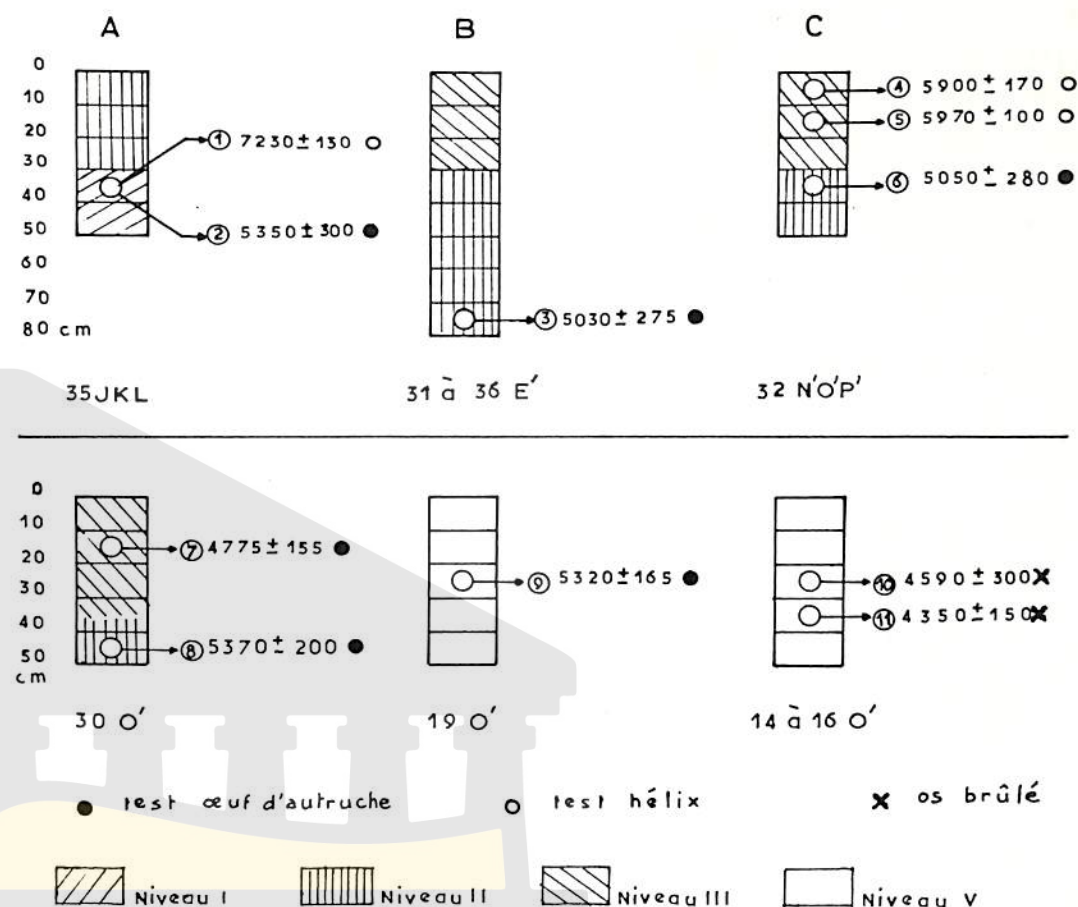 A B C
0
10
20
30
40
50
60
70
80 cm
① 7230 ± 130
② 5350 ± 300
③ 5030 ± 275
④ 5900 ± 170
⑤ 5970 ± 100
⑥ 5050 ± 280
35JKL 31 à 36 E' 32 N'O'P'
0
10
20
30
40
50
cm
⑦ 4775 ± 155
⑧ 5370 ± 200
⑨ 5320 ± 165
⑩ 4590 ± 300
⑪ 4350 ± 150
30 O' 19 O' 14 à 16 O'
test œuf d'autruche test hélix os brûlé
Niveau I Niveau II Niveau III Niveau V